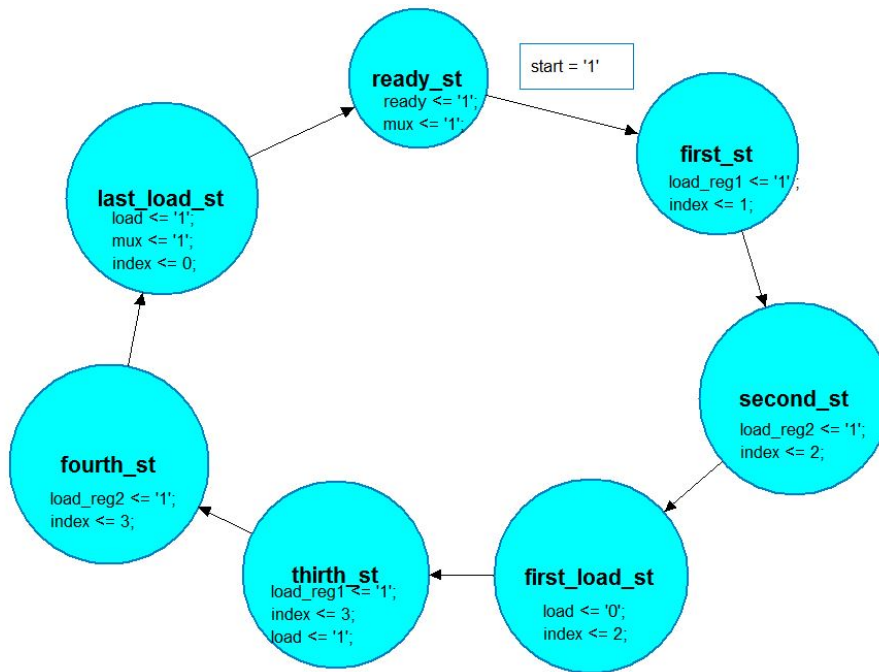 ready_st
ready <= '1';
mux <= '1';
start = '1'
first_st
load_reg1 <= '1' ;
index <= 1;
second_st
load_reg2 <= '1';
index <= 2;
first_load_st
load <= '0';
index <= 2;
thirth_st
load_reg1 <= '1';
index <= 3;
load <= '1';
fourth_st
load_reg2 <= '1';
index <= 3;
last_load_st
load <= '1';
mux <= '1';
index <= 0;